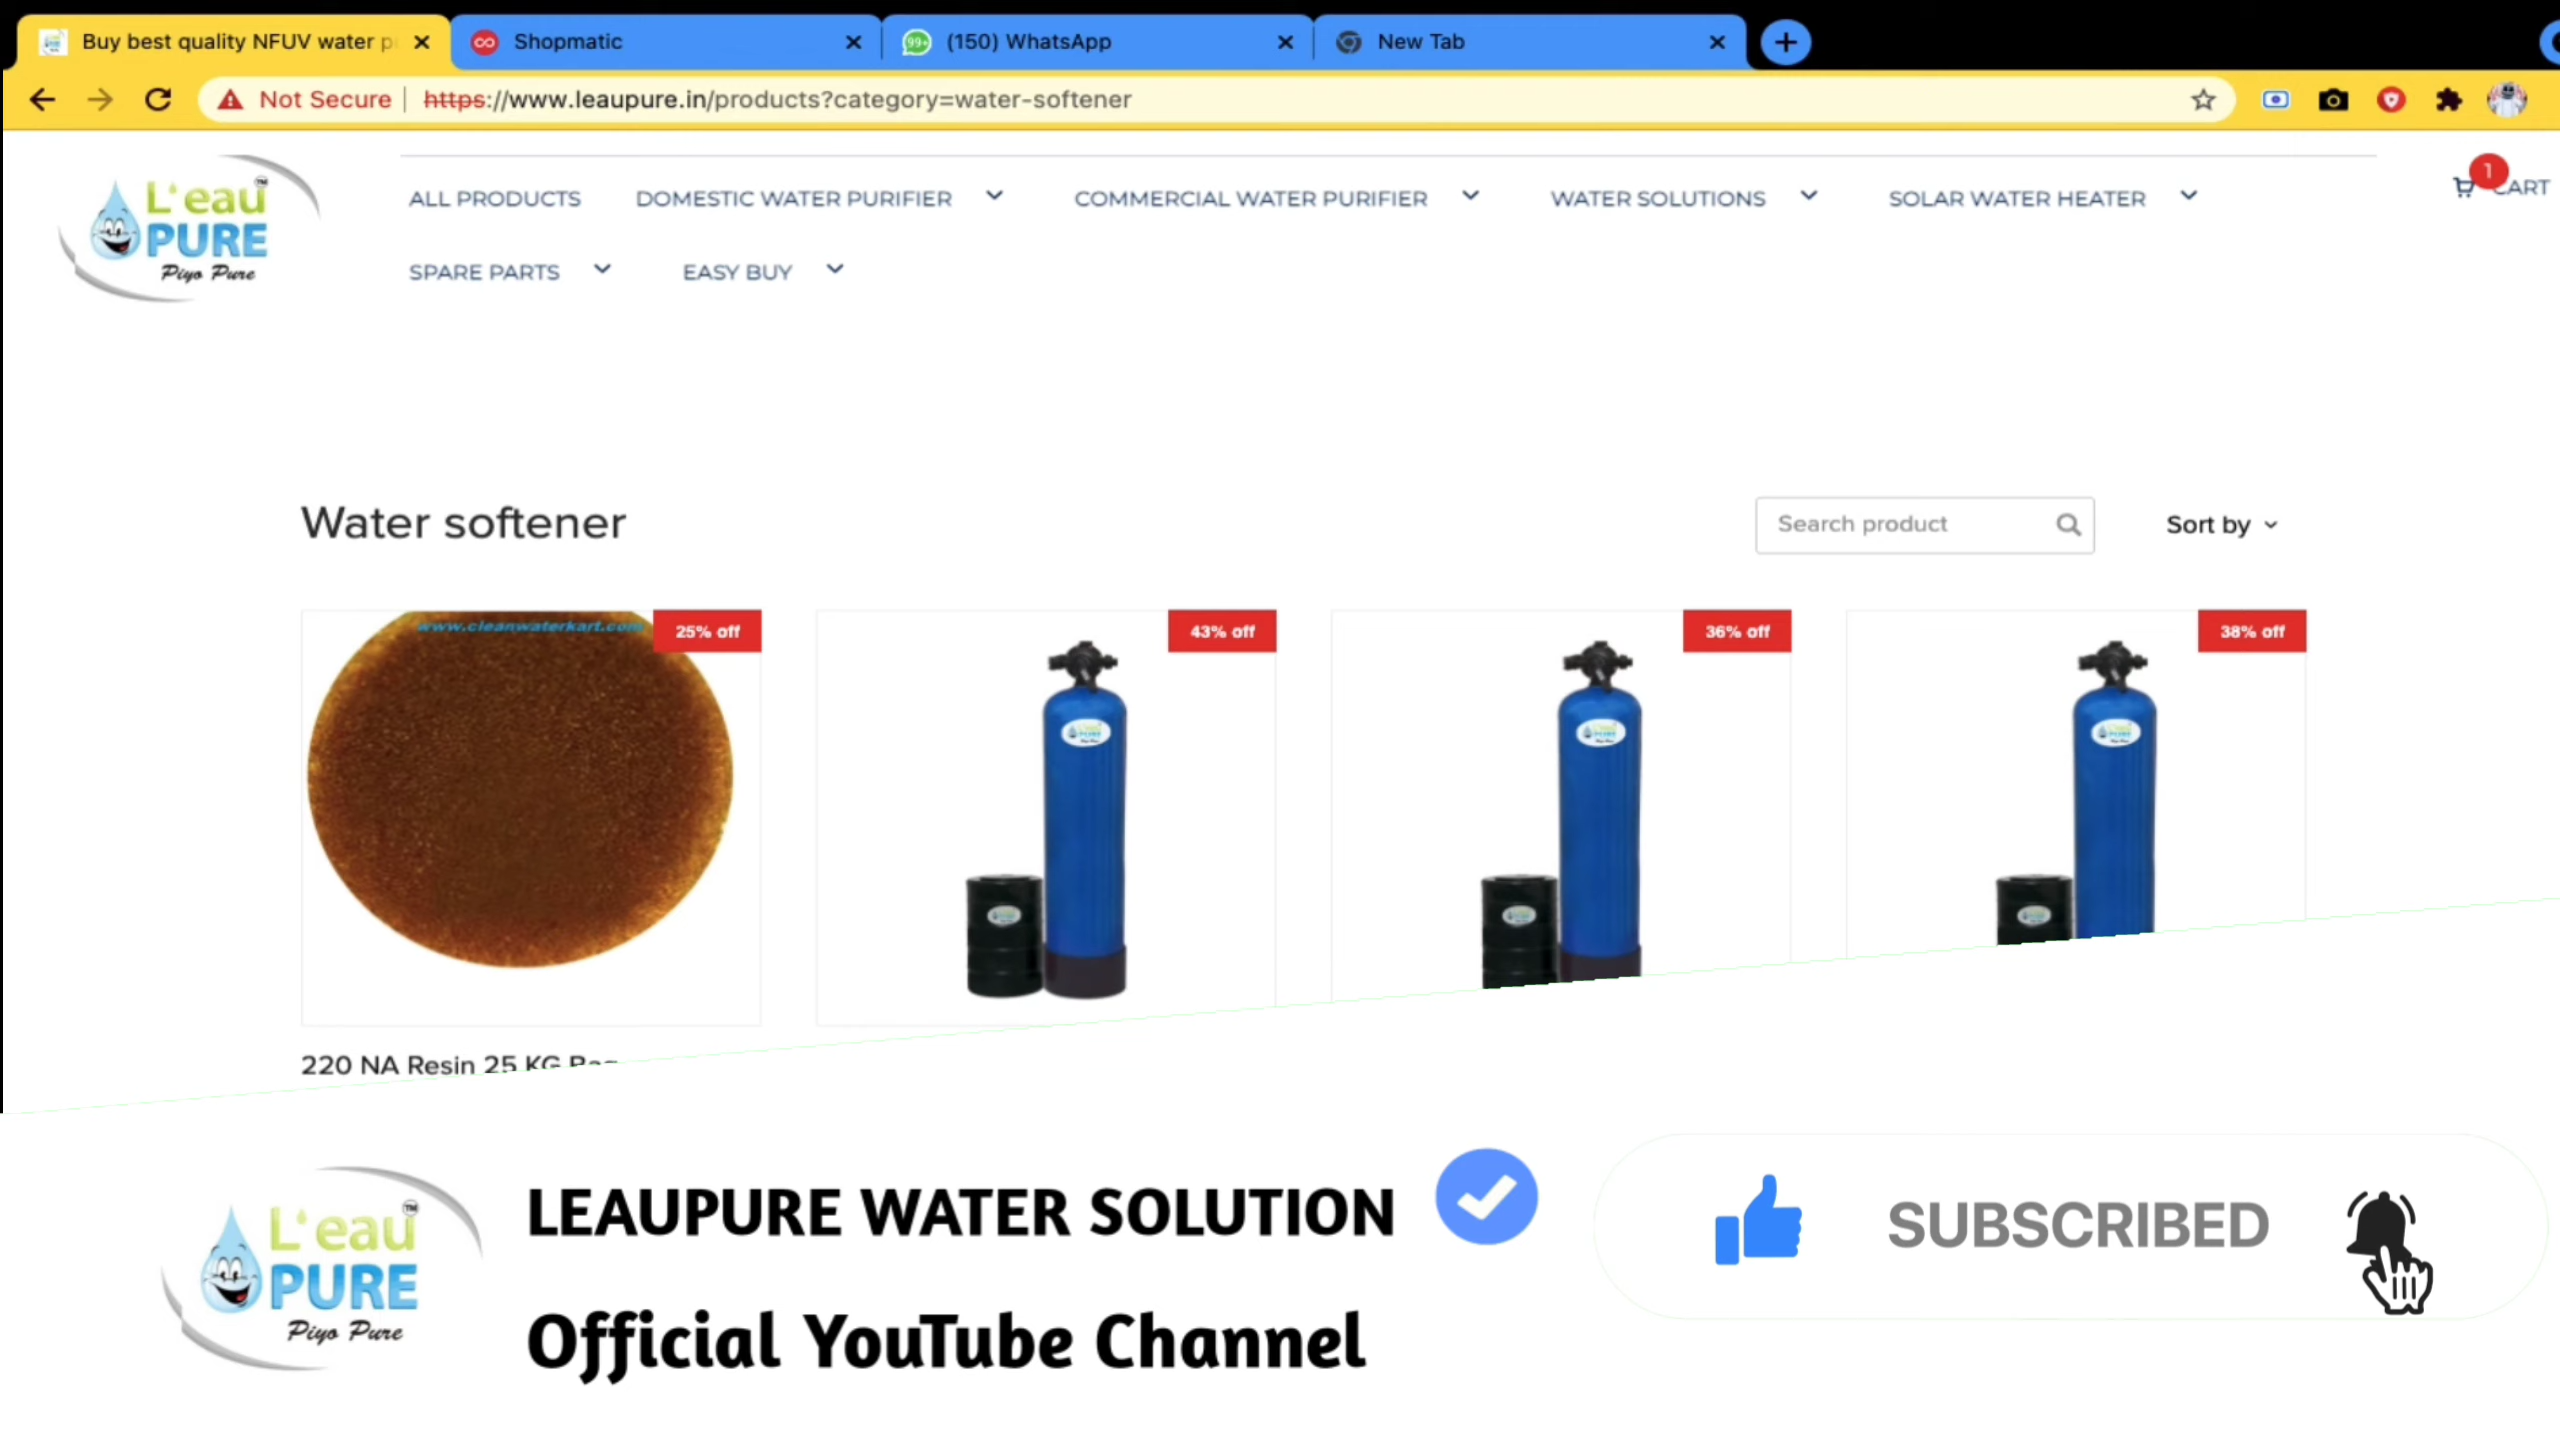 Buy best quality NFUV water p
Shopmatic
(150) WhatsApp
New Tab
Not Secure
https://www.leaupure.in/products?category=water-softener
L'eau
TM
PURE
Piyo Pure
ALL PRODUCTS
DOMESTIC WATER PURIFIER
COMMERCIAL WATER PURIFIER
WATER SOLUTIONS
SOLAR WATER HEATER
1
CART
SPARE PARTS
EASY BUY
Water softener
Search product
Sort by
www.cleanwaterkart.com
25% off
43% off
36% off
38% off
220 NA Resin 25 KG
L'eau
TM
PURE
Piyo Pure
LEAUPURE WATER SOLUTION
Official YouTube Channel
SUBSCRIBED